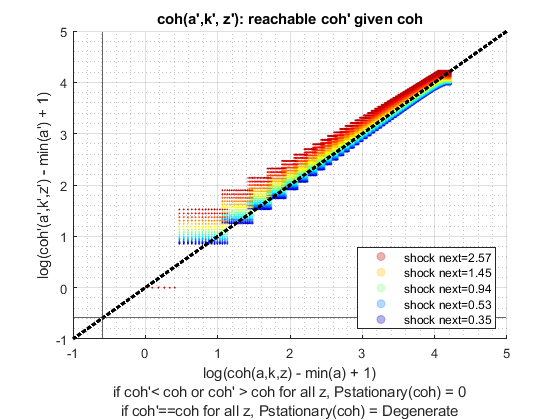 coh(a',k', z'): reachable coh' given coh
log(coh'(a',k',z') - min(a') + 1)
5
4
3
2
1
0
-1
shock next=2.57
shock next=1.45
shock next=0.94
shock next=0.53
shock next=0.35
-1 0 1 2 3 4 5
log(coh(a,k,z) - min(a) + 1)
if coh'< coh or coh' > coh for all z, Pstationary(coh) = 0
if coh'==coh for all z, Pstationary(coh) = Degenerate